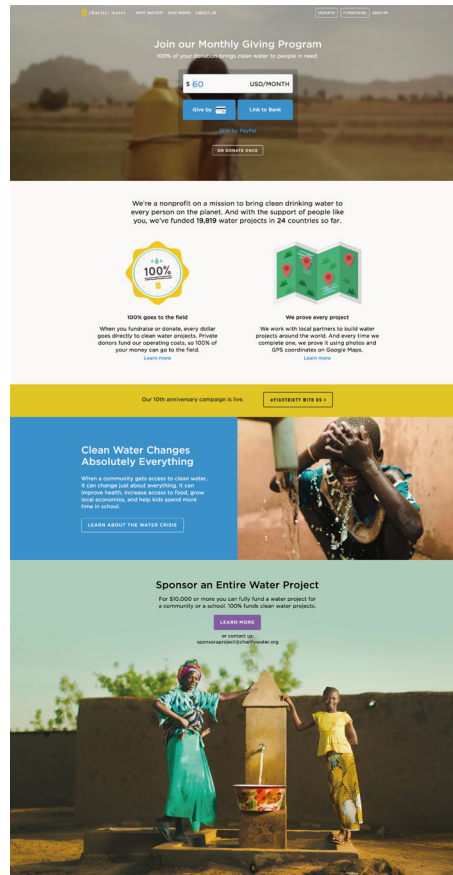 charity: water WHY WATER? OUR WORK ABOUT US DONATE FUNDRAISE SIGN IN
Join our Monthly Giving Program
100% of your donation brings clean water to people in need.
$ 60 USD/MONTH
Give by Link to Bank
Give by PayPal
OR DONATE ONCE
We're a nonprofit on a mission to bring clean drinking water to
every person on the planet. And with the support of people like
you, we've funded 19,819 water projects in 24 countries so far.
100%
100% goes to the field
When you fundraise or donate, every dollar
goes directly to clean water projects. Private
donors fund our operating costs, so 100% of
your money can go to the field.
Learn more
We prove every project
We work with local partners to build water
projects around the world. And every time we
complete one, we prove it using photos and
GPS coordinates on Google Maps.
Learn more
Our 10th anniversary campaign is live.
WITH US >
Clean Water Changes
Absolutely Everything
When a community gets access to clean water,
it can change just about everything. It can
improve health, increase access to food, grow
local economies, and help kids spend more
time in school.
LEARN ABOUT THE WATER CRISIS
Sponsor an Entire Water Project
For $10,000 or more you can fully fund a water project for
a community or a school. 100% funds clean water projects.
LEARN MORE
or contact us:
sponsoraproject@charitywater.org